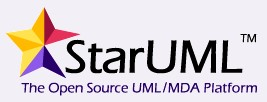 StarUML™
The Open Source UML/MDA Platform